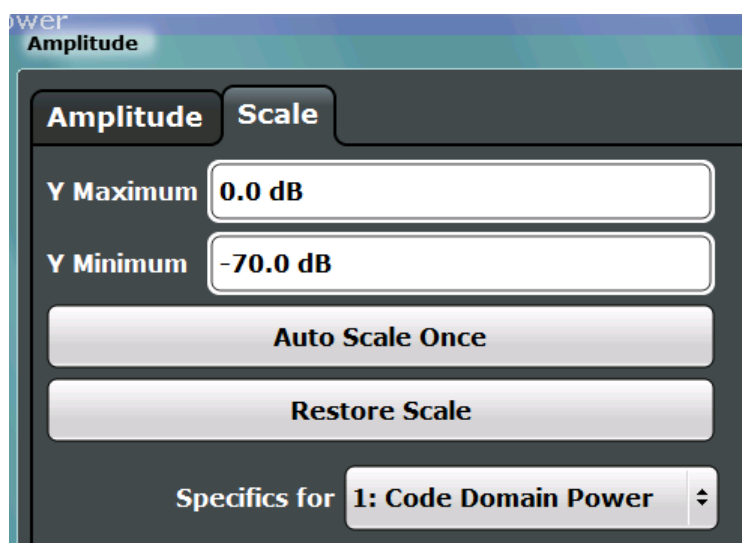 ower
Amplitude
Amplitude Scale
Y Maximum 0.0 dB
Y Minimum -70.0 dB
Auto Scale Once
Restore Scale
Specifics for 1: Code Domain Power